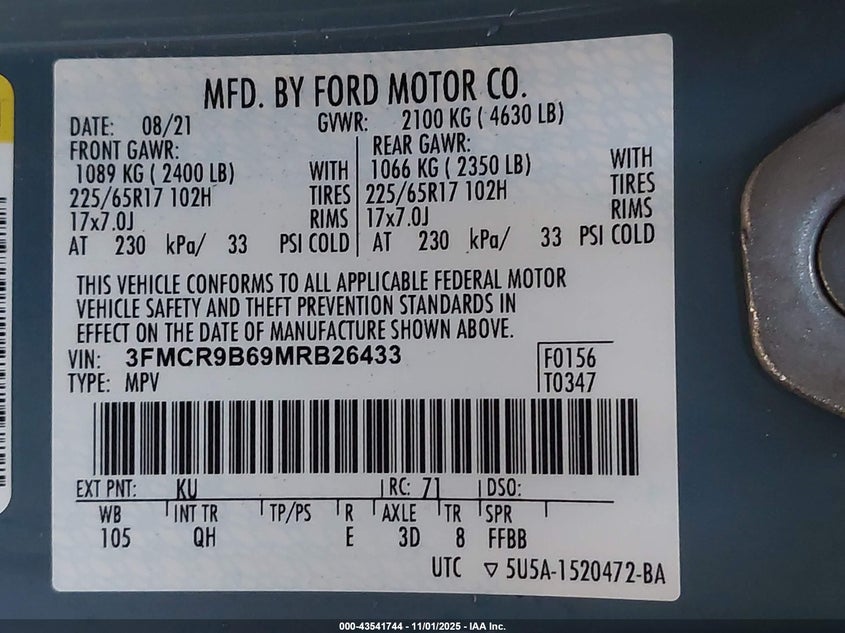 MFD. BY FORD MOTOR CO.
DATE: 08/21 GVWR: 2100 KG ( 4630 LB)
FRONT GAWR: REAR GAWR:
1089 KG ( 2400 LB) WITH 1066 KG ( 2350 LB) WITH
225/65R17 102H TIRES 225/65R17 102H TIRES
17x7.0J RIMS 17x7.0J RIMS
AT 230 kPa/ 33 PSI COLD AT 230 kPa/ 33 PSI COLD
THIS VEHICLE CONFORMS TO ALL APPLICABLE FEDERAL MOTOR
VEHICLE SAFETY AND THEFT PREVENTION STANDARDS IN
EFFECT ON THE DATE OF MANUFACTURE SHOWN ABOVE.
VIN: 3FMCR9B69MRB26433 F0156
TYPE: MPV T0347
EXT PNT: KU RC: 71 DSO:
WB INT TR TP/PS R AXLE TR SPR
105 QH E 3D 8 FFBB
UTC ▽ 5U5A-1520472-BA
000-43541744 - 11/01/2025 - IAA Inc.